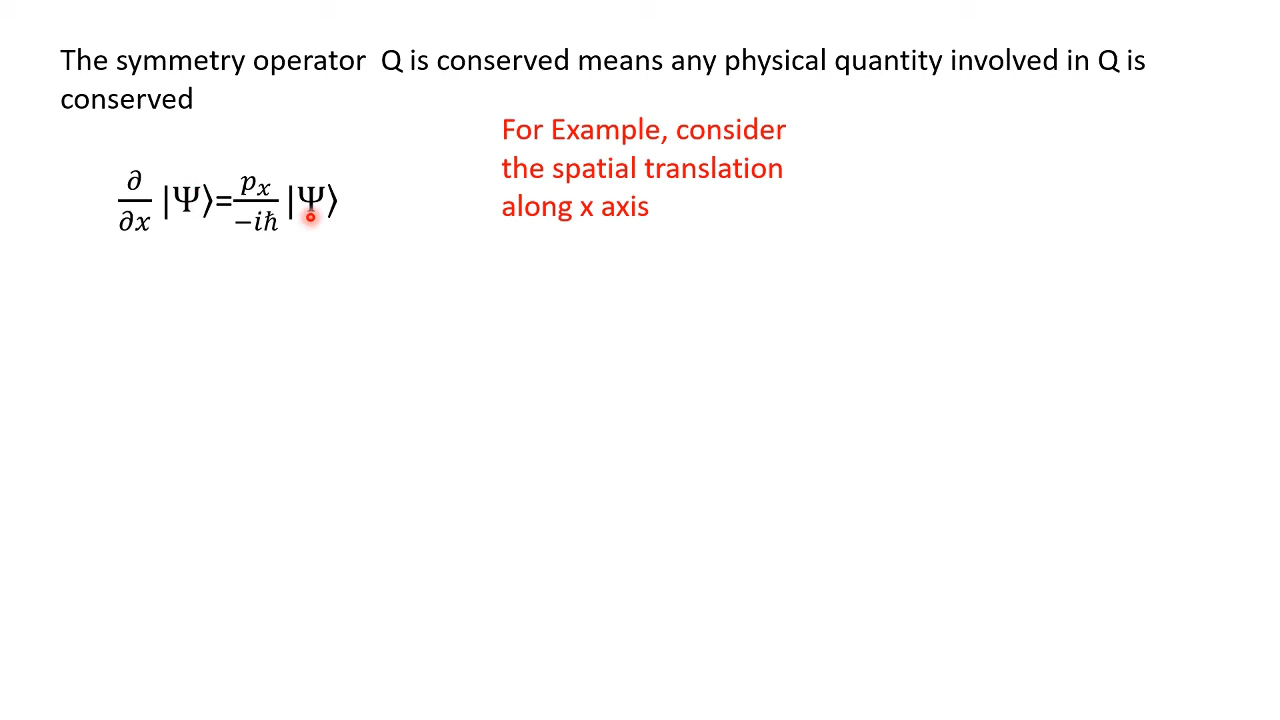 The symmetry operator Q is conserved means any physical quantity involved in Q is
conserved
For Example, consider
the spatial translation
along x axis
∂/∂x |Ψ⟩=pₓ/−iħ |Ψ⟩